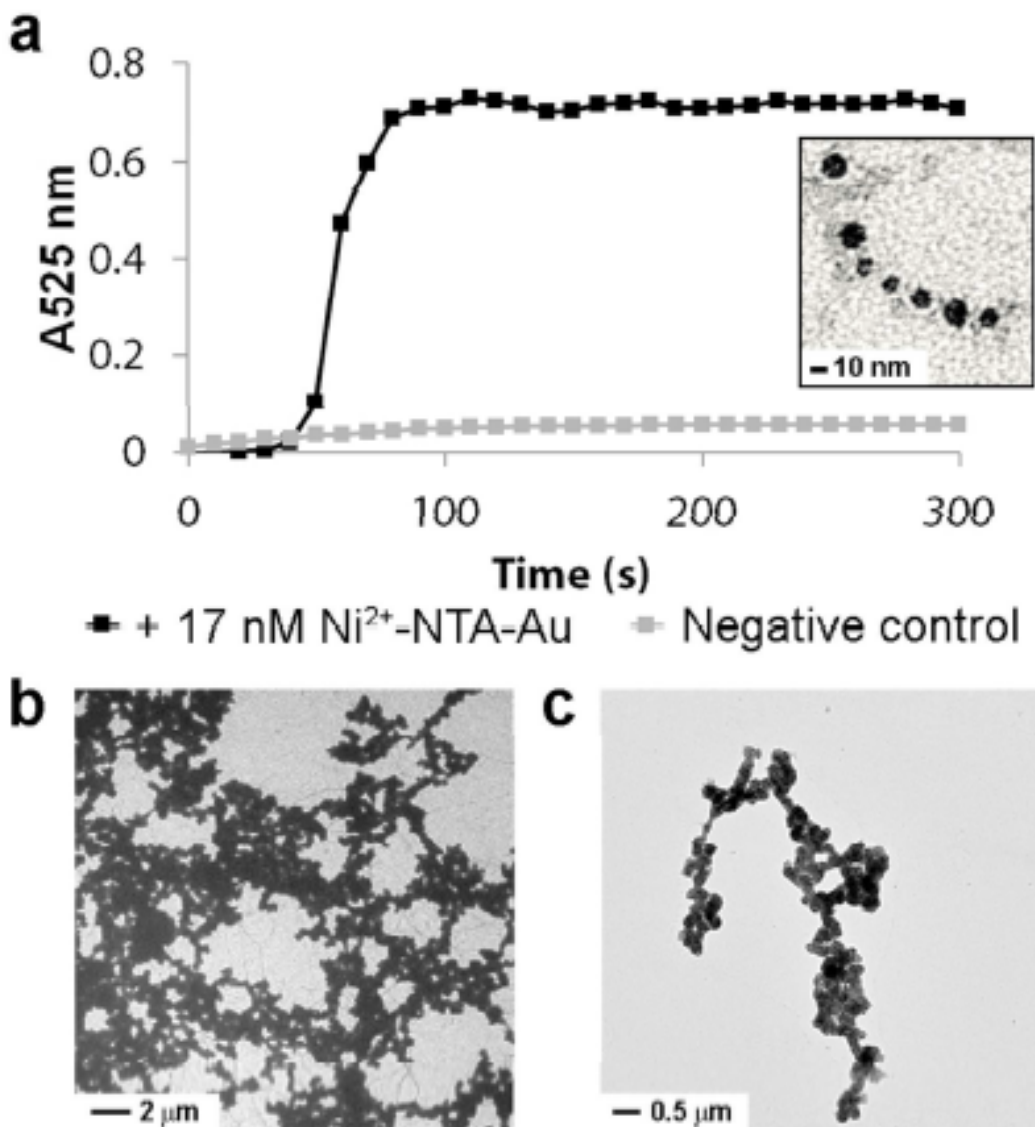 a
0.8
0.6
0.4
0.2
0
A525 nm
10 nm
0 100 200 300
Time (s)
+ 17 nM Ni²⁺-NTA-Au Negative control
b c
2 μm 0.5 μm